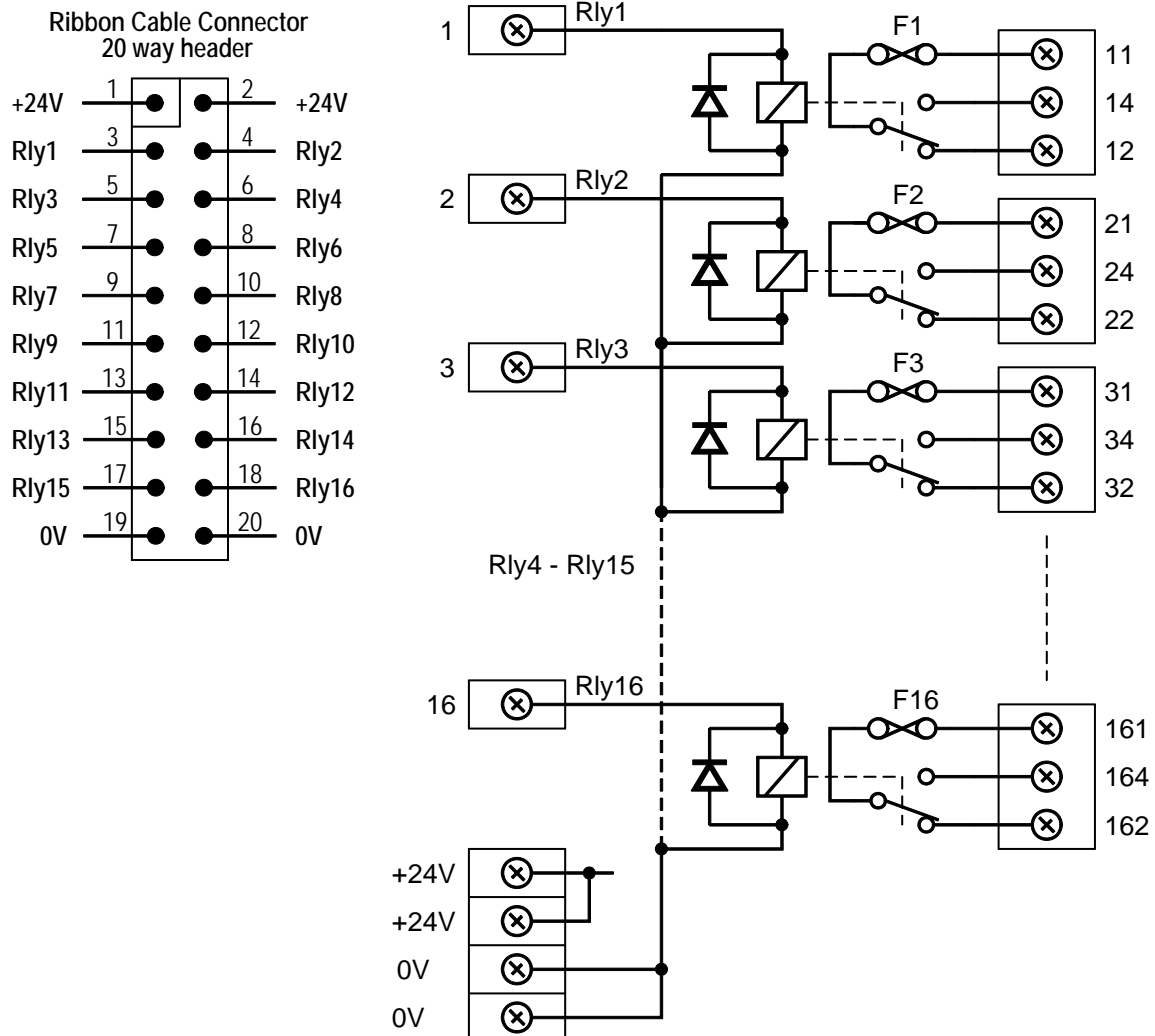 Ribbon Cable Connector
20 way header
+24V 1 2 +24V
Rly1 3 4 Rly2
Rly3 5 6 Rly4
Rly5 7 8 Rly6
Rly7 9 10 Rly8
Rly9 11 12 Rly10
Rly11 13 14 Rly12
Rly13 15 16 Rly14
Rly15 17 18 Rly16
0V 19 20 0V
1 Rly1 F1 11
14
12
2 Rly2 F2 21
24
22
3 Rly3 F3 31
34
32
Rly4 - Rly15
16 Rly16 F16 161
164
162
+24V
+24V
0V
0V